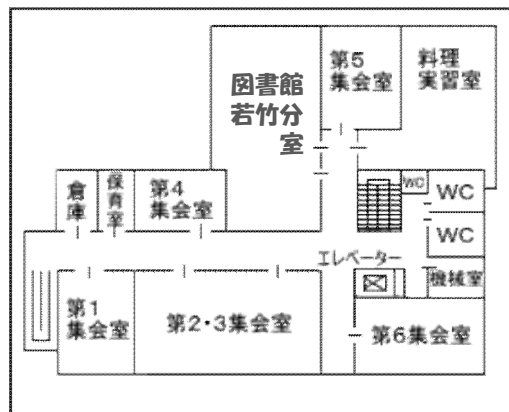 図書館
若竹分
室
第5
集会室
料理
実習室
倉庫
保育室
第4
集会室
WC
WC
WC
エレベーター
機械室
第1
集会室
第2・3集会室
第6集会室